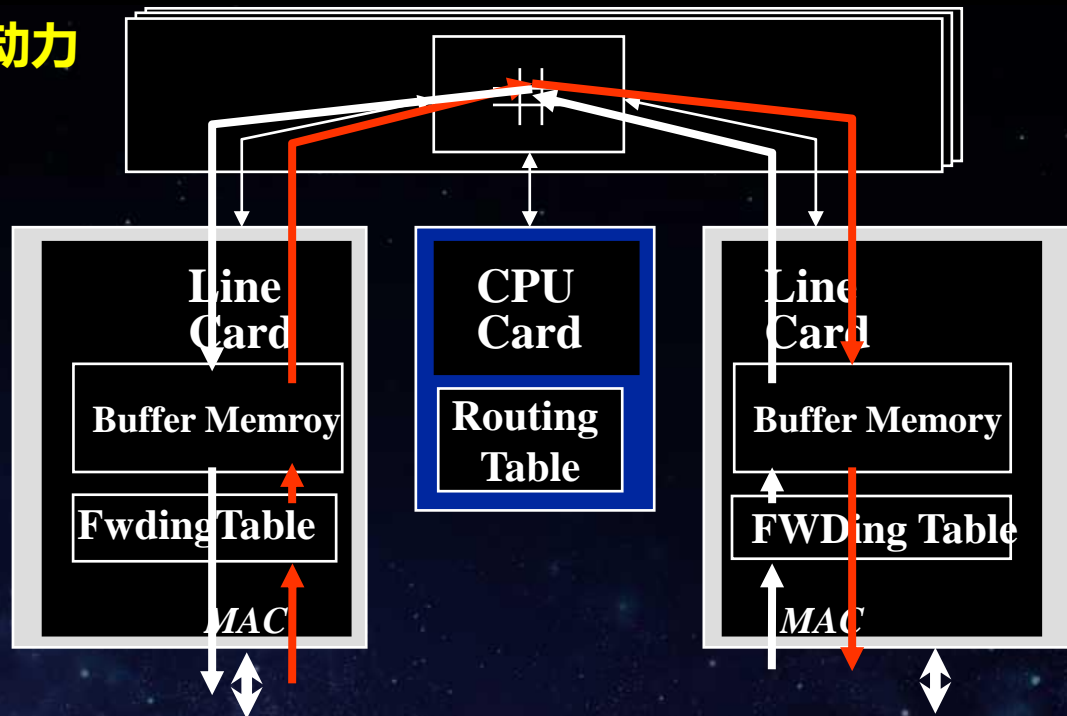 动力
Line
Card
Buffer Memroy
FwdingTable
MAC
CPU
Card
Routing
Table
Line
Card
Buffer Memory
FWDing Table
MAC